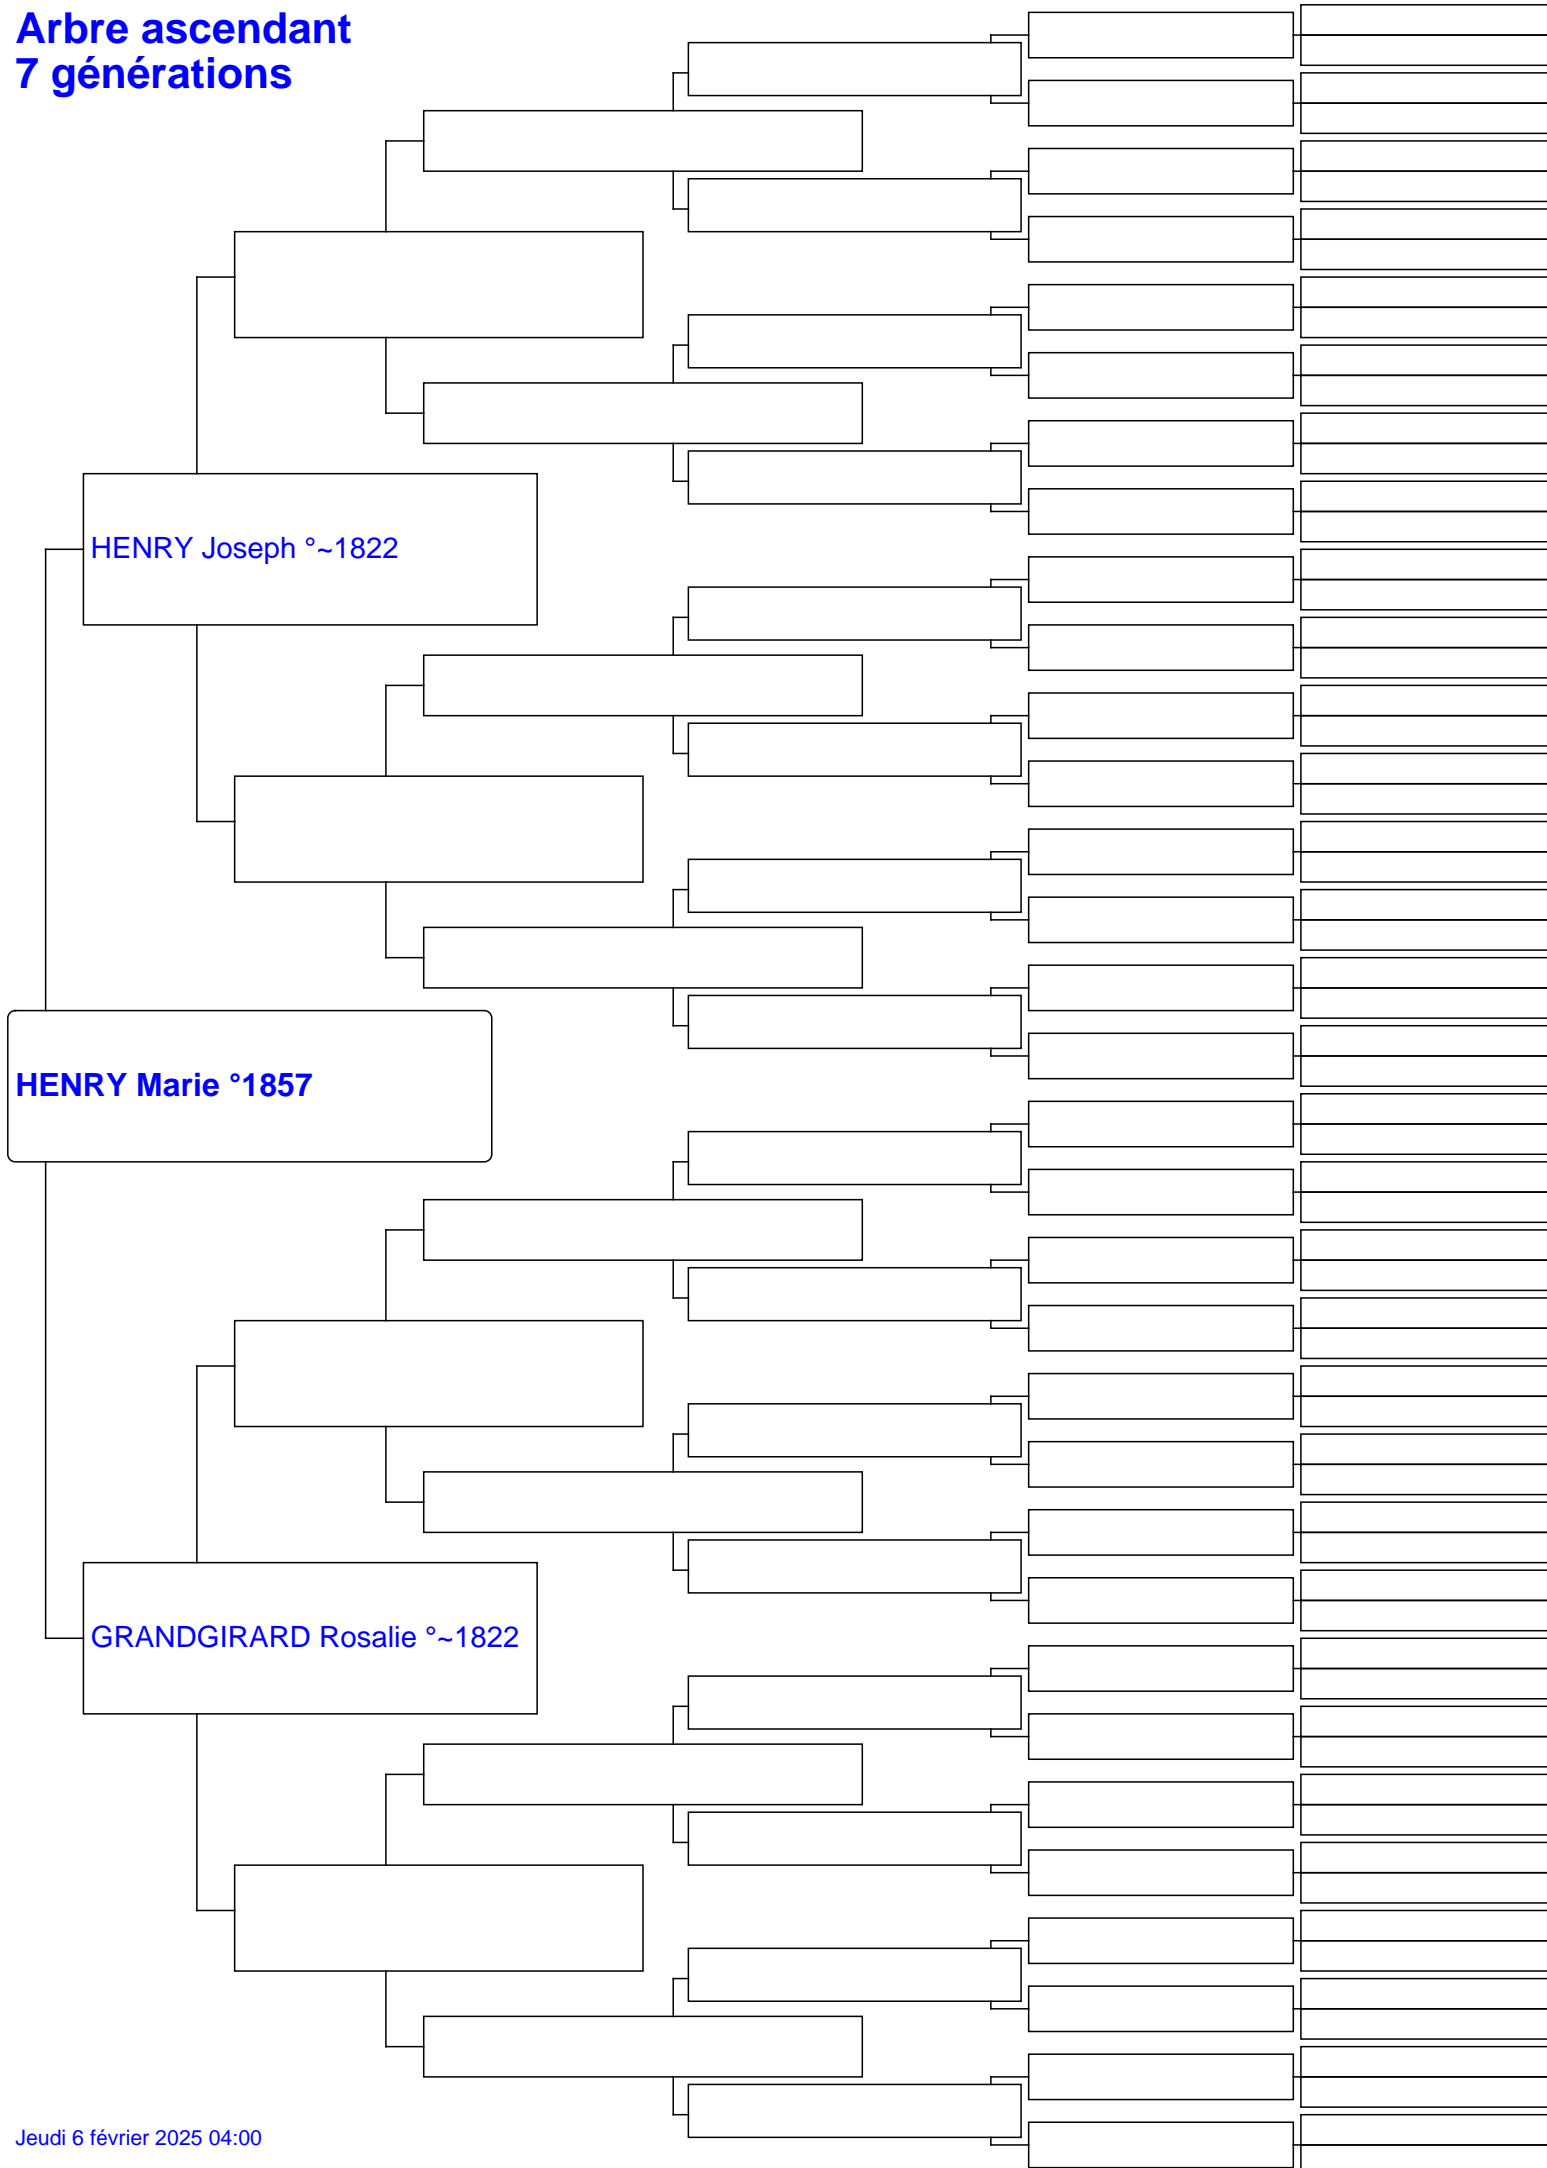 Arbre ascendant
7 générations
HENRY Joseph °~1822
HENRY Marie °1857
GRANDGIRARD Rosalie °~1822
Jeudi 6 février 2025 04:00